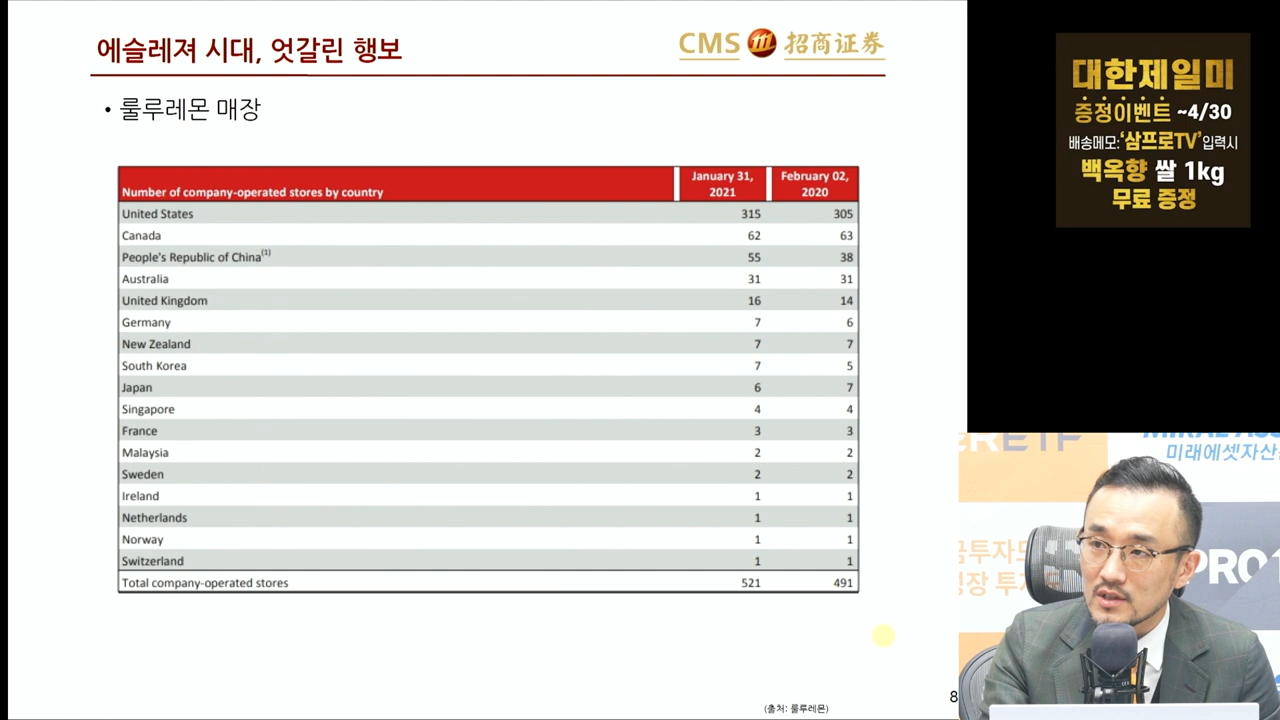 에슬레져 시대, 엇갈린 행보
CMS 招商证券
• 룰루레몬 매장
Number of company-operated stores by country January 31, 2021 February 02, 2020
United States 315 305
Canada 62 63
People's Republic of China(1) 55 38
Australia 31 31
United Kingdom 16 14
Germany 7 6
New Zealand 7 7
South Korea 7 5
Japan 6 7
Singapore 4 4
France 3 3
Malaysia 2 2
Sweden 2 2
Ireland 1 1
Netherlands 1 1
Norway 1 1
Switzerland 1 1
Total company-operated stores 521 491
(출처: 룰루레몬)
8
대한제일미
증정이벤트 ~4/30
배송메모:'삼프로TV'입력시
백옥향 쌀 1kg
무료 증정
ETF
미래에셋자산
PRO